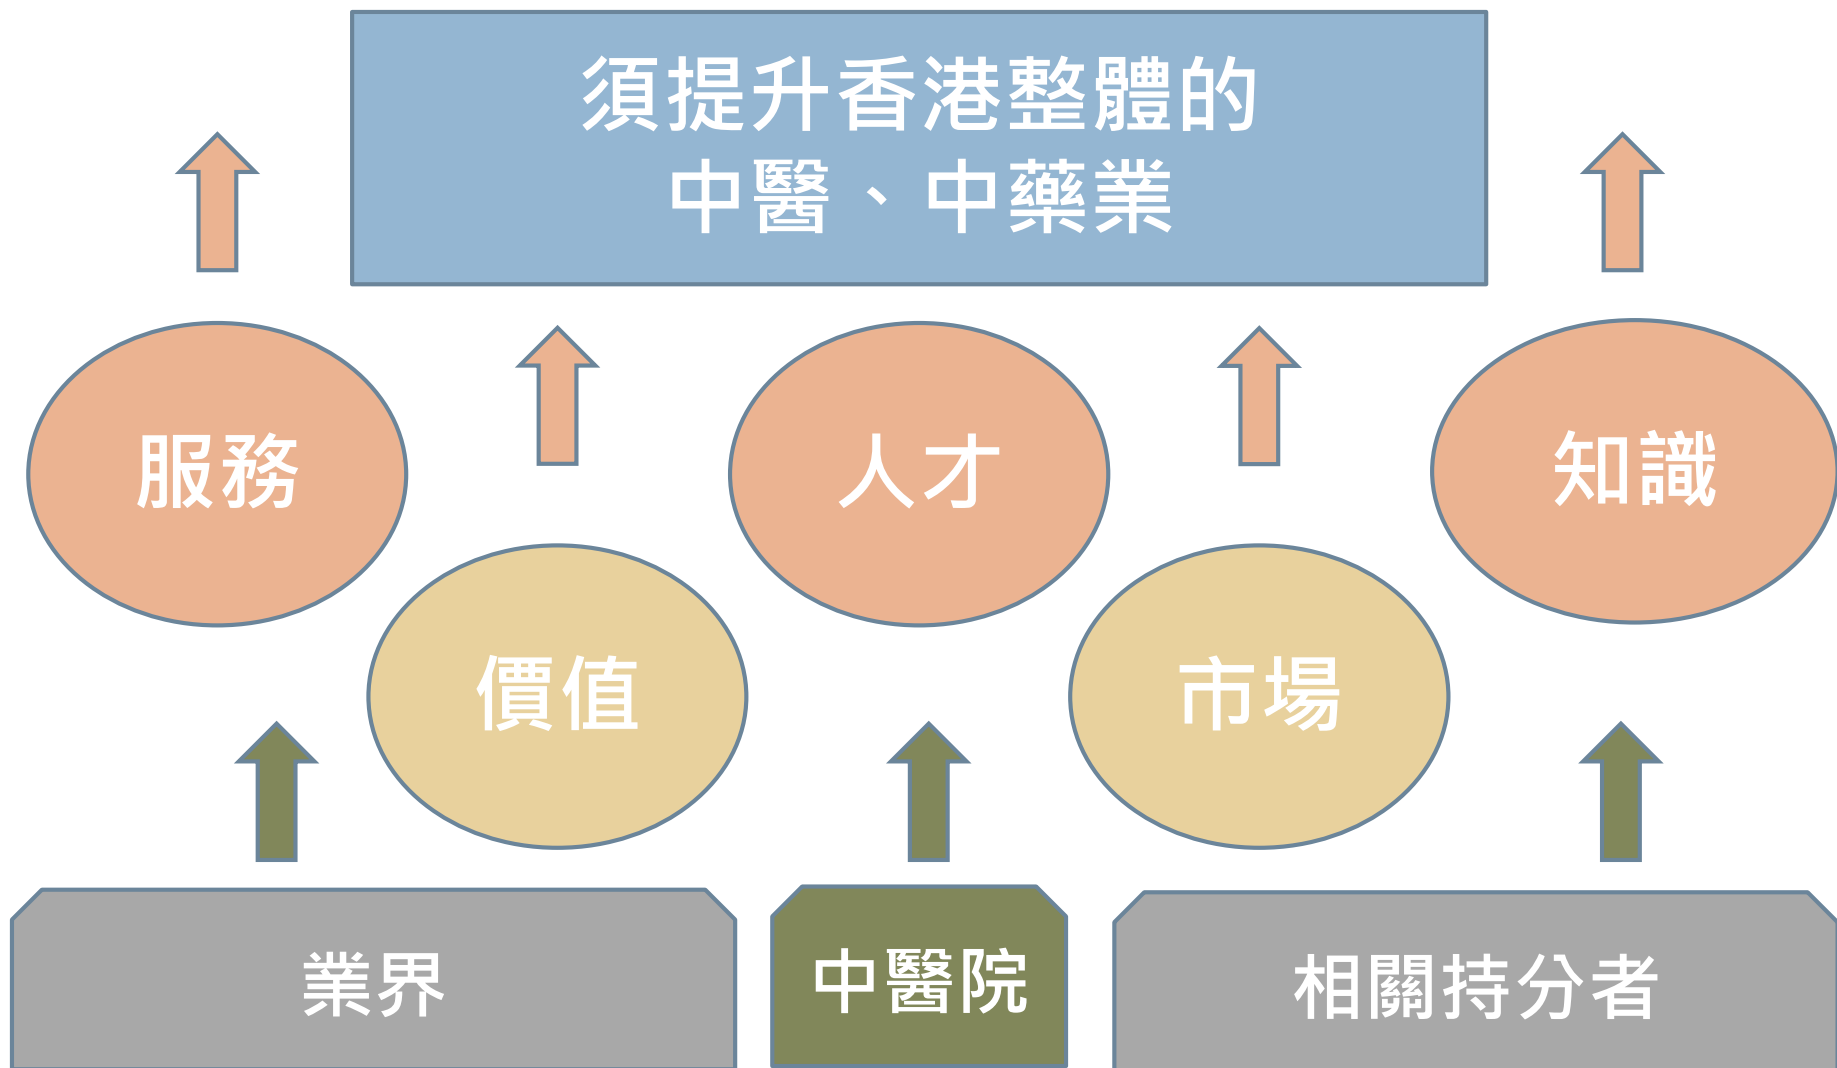 須提升香港整體的
中醫、中藥業
服務
人才
知識
價值
市場
業界
中醫院
相關持分者